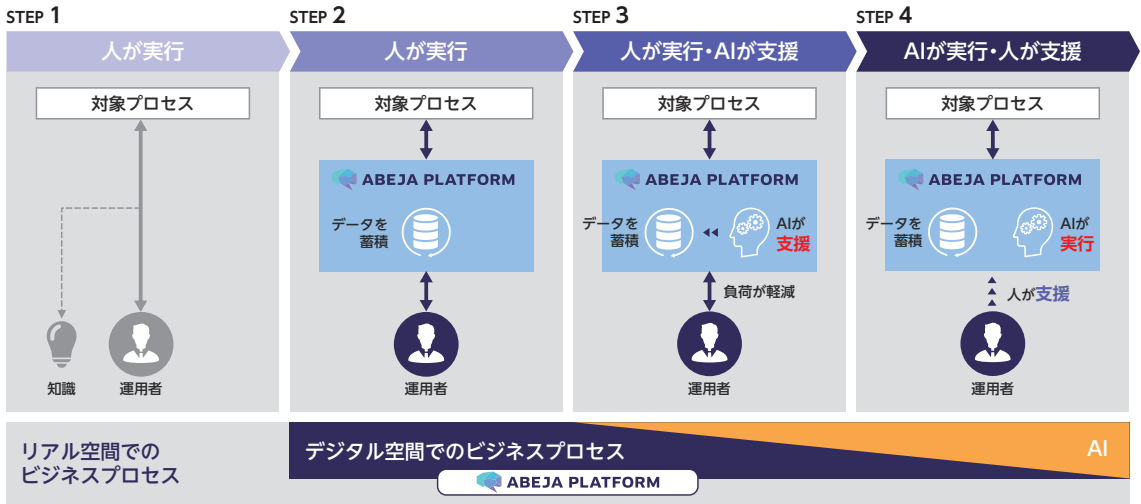 STEP 1
人が実行
対象プロセス
知識
運用者
STEP 2
人が実行
対象プロセス
ABEJA PLATFORM
データを
蓄積
運用者
STEP 3
人が実行・AIが支援
対象プロセス
ABEJA PLATFORM
データを
蓄積
AIが
支援
負荷が軽減
運用者
STEP 4
AIが実行・人が支援
対象プロセス
ABEJA PLATFORM
データを
蓄積
AIが
実行
人が支援
運用者
リアル空間での
ビジネスプロセス
デジタル空間でのビジネスプロセス
AI
ABEJA PLATFORM